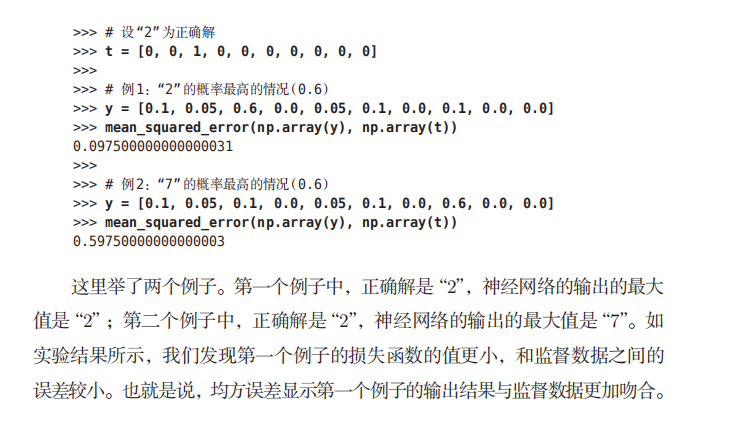 >>> # 设“2”为正确解
>>> t = [0, 0, 1, 0, 0, 0, 0, 0, 0, 0]
>>>
>>> # 例1：“2”的概率最高的情况(0.6)
>>> y = [0.1, 0.05, 0.6, 0.0, 0.05, 0.1, 0.0, 0.1, 0.0, 0.0]
>>> mean_squared_error(np.array(y), np.array(t))
0.097500000000000031
>>>
>>> # 例2：“7”的概率最高的情况(0.6)
>>> y = [0.1, 0.05, 0.1, 0.0, 0.05, 0.1, 0.0, 0.6, 0.0, 0.0]
>>> mean_squared_error(np.array(y), np.array(t))
0.59750000000000003
这里举了两个例子。第一个例子中，正确解是“2”，神经网络的输出的最大
值是“2”；第二个例子中，正确解是“2”，神经网络的输出的最大值是“7”。如
实验结果所示，我们发现第一个例子的损失函数的值更小，和监督数据之间的
误差较小。也就是说，均方误差显示第一个例子的输出结果与监督数据更加吻合。